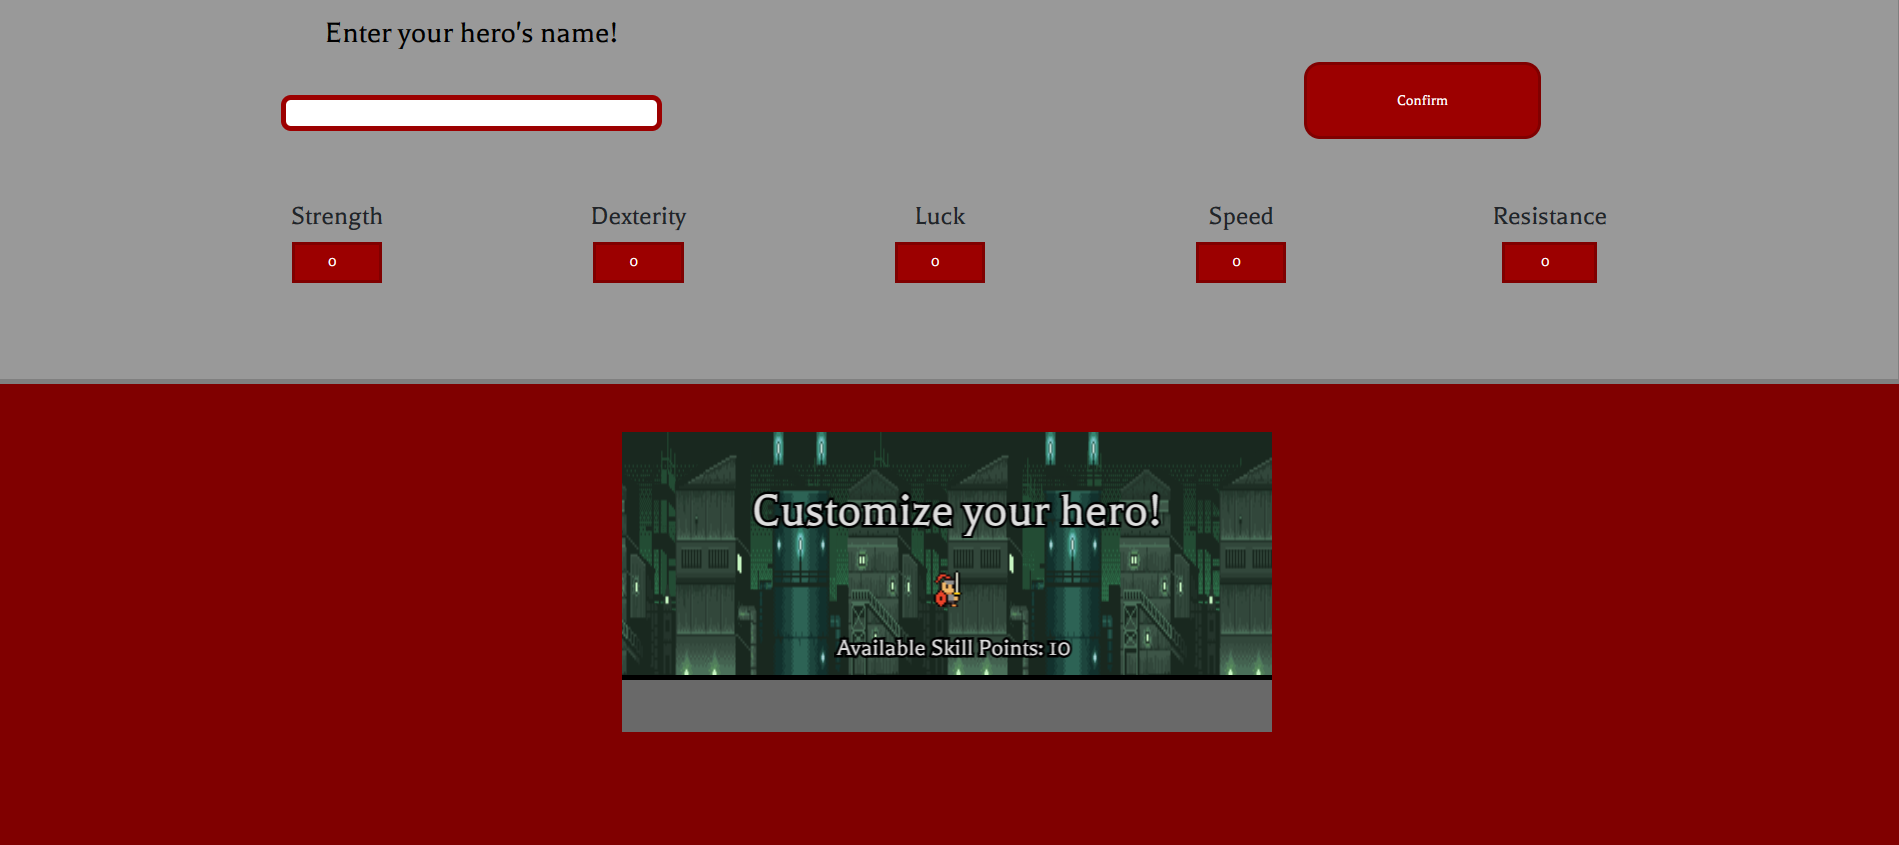 Enter your hero's name!
Confirm
Strength Dexterity Luck Speed Resistance
0 0 0 0 0
Customize your hero!
Available Skill Points: 10